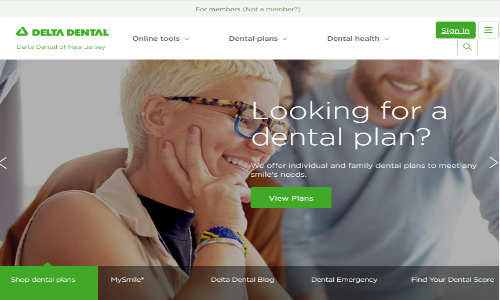 For members (Not a member?)
DELTA DENTAL®
Delta Dental of New Jersey
Online tools
Dental plans
Dental health
Sign In
Looking for a
dental plan?
We offer individual and family dental plans to meet any
smile's needs.
View Plans
Shop dental plans
MySmile®
Delta Dental Blog
Dental Emergency
Find Your Dental Score